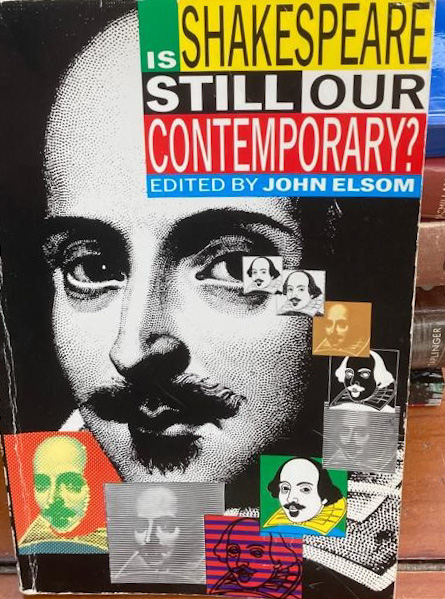 IS SHAKESPEARE
STILL OUR
CONTEMPORARY?
EDITED BY JOHN ELSOM